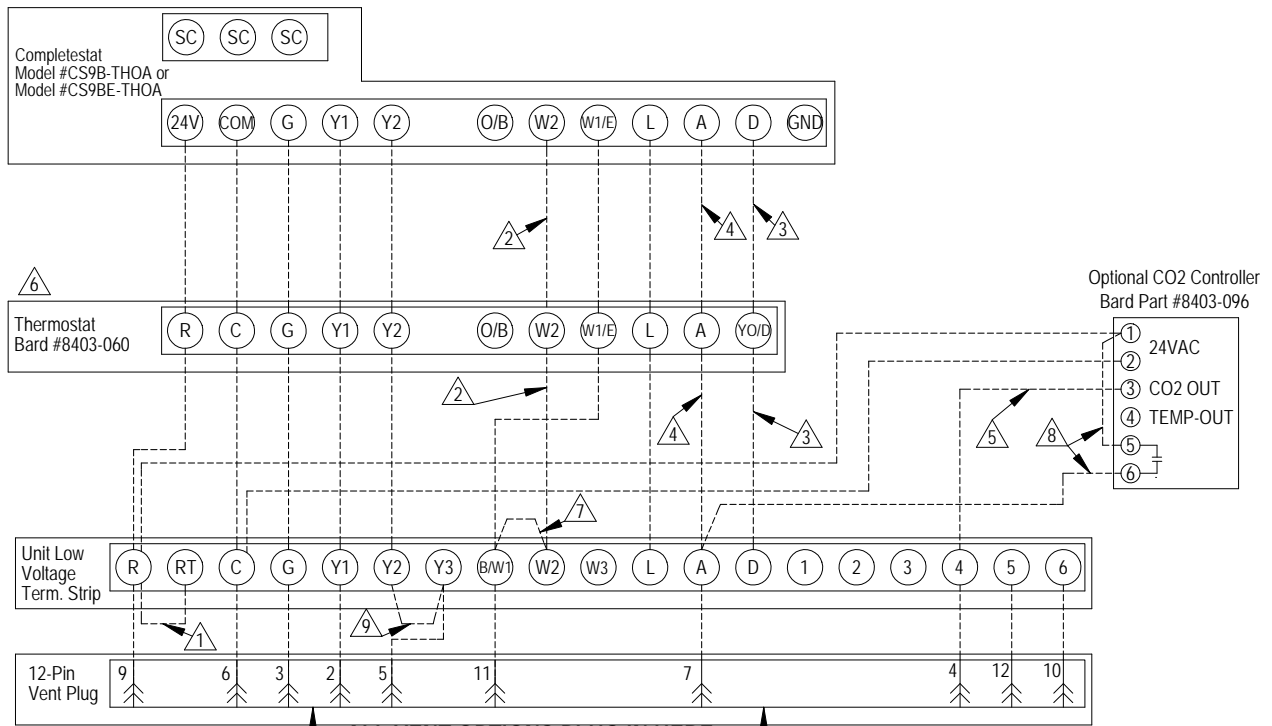 SC SC SC
Completestat
Model #CS9B-THOA or
Model #CS9BE-THOA
24V COM G Y1 Y2 O/B W2 W1/E L A D GND
2 4 3
6
Optional CO2 Controller
Bard Part #8403-096
Thermostat
Bard #8403-060
R C G Y1 Y2 O/B W2 W1/E L A YO/D
1
24VAC
2
3 CO2 OUT
4 TEMP-OUT
5
6
2 4 3 5 8
7
Unit Low
Voltage
Term. Strip
R RT C G Y1 Y2 Y3 B/W1 W2 W3 L A D 1 2 3 4 5 6
1 9
12-Pin
Vent Plug
9 6 3 2 5 11 7 4 12 10